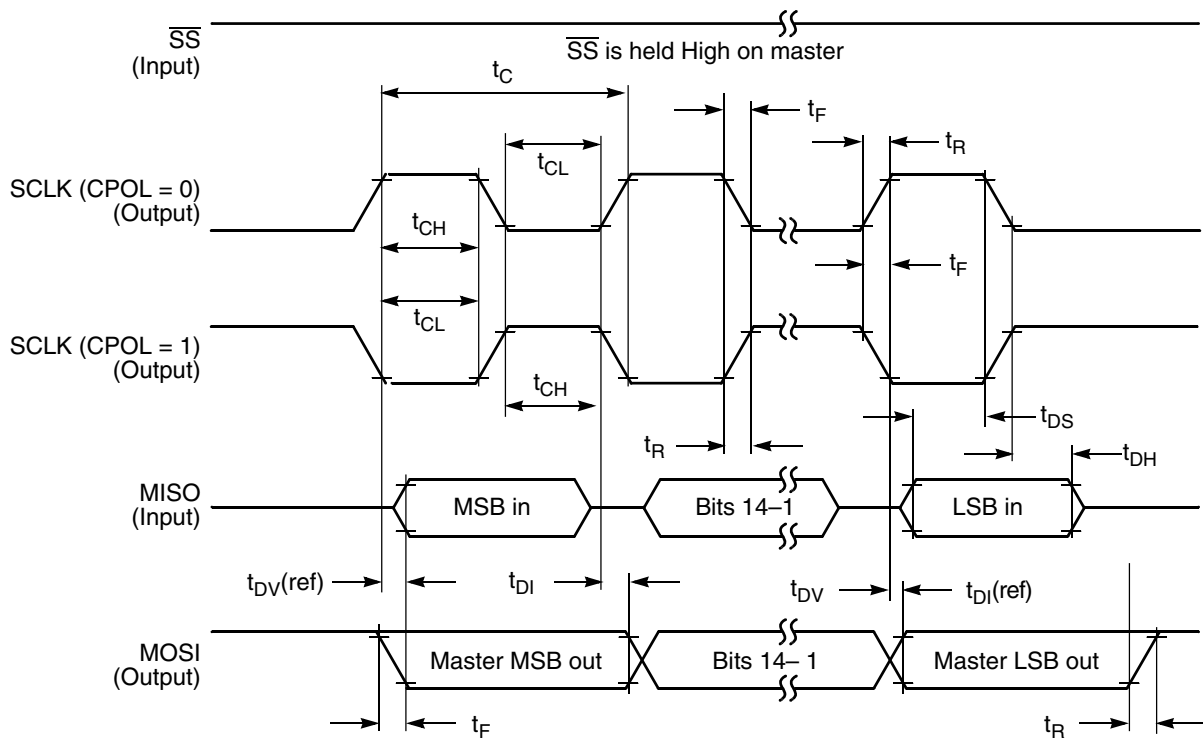 SS
(Input)
SS is held High on master
tC
tF
tR
tCL
SCLK (CPOL = 0)
(Output)
tCH
tF
tCL
SCLK (CPOL = 1)
(Output)
tCH
tDS
tR
tDH
MISO
(Input)
MSB in
Bits 14–1
LSB in
tDV(ref)
tDI
tDV
tDI(ref)
MOSI
(Output)
Master MSB out
Bits 14– 1
Master LSB out
tF
tR